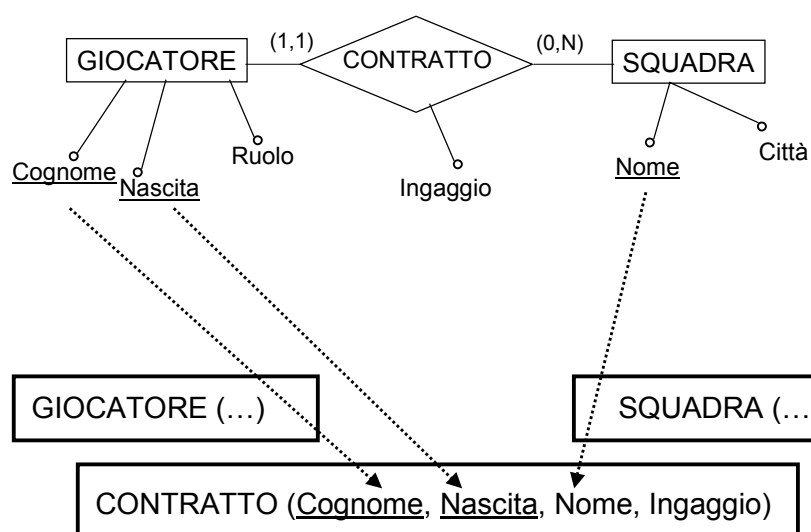 (1,1)
(0,N)
GIOCATORE
CONTRATTO
SQUADRA
Cognome
Nascita
Ruolo
Ingaggio
Nome
Città
GIOCATORE (…)
SQUADRA (…
CONTRATTO (Cognome, Nascita, Nome, Ingaggio)